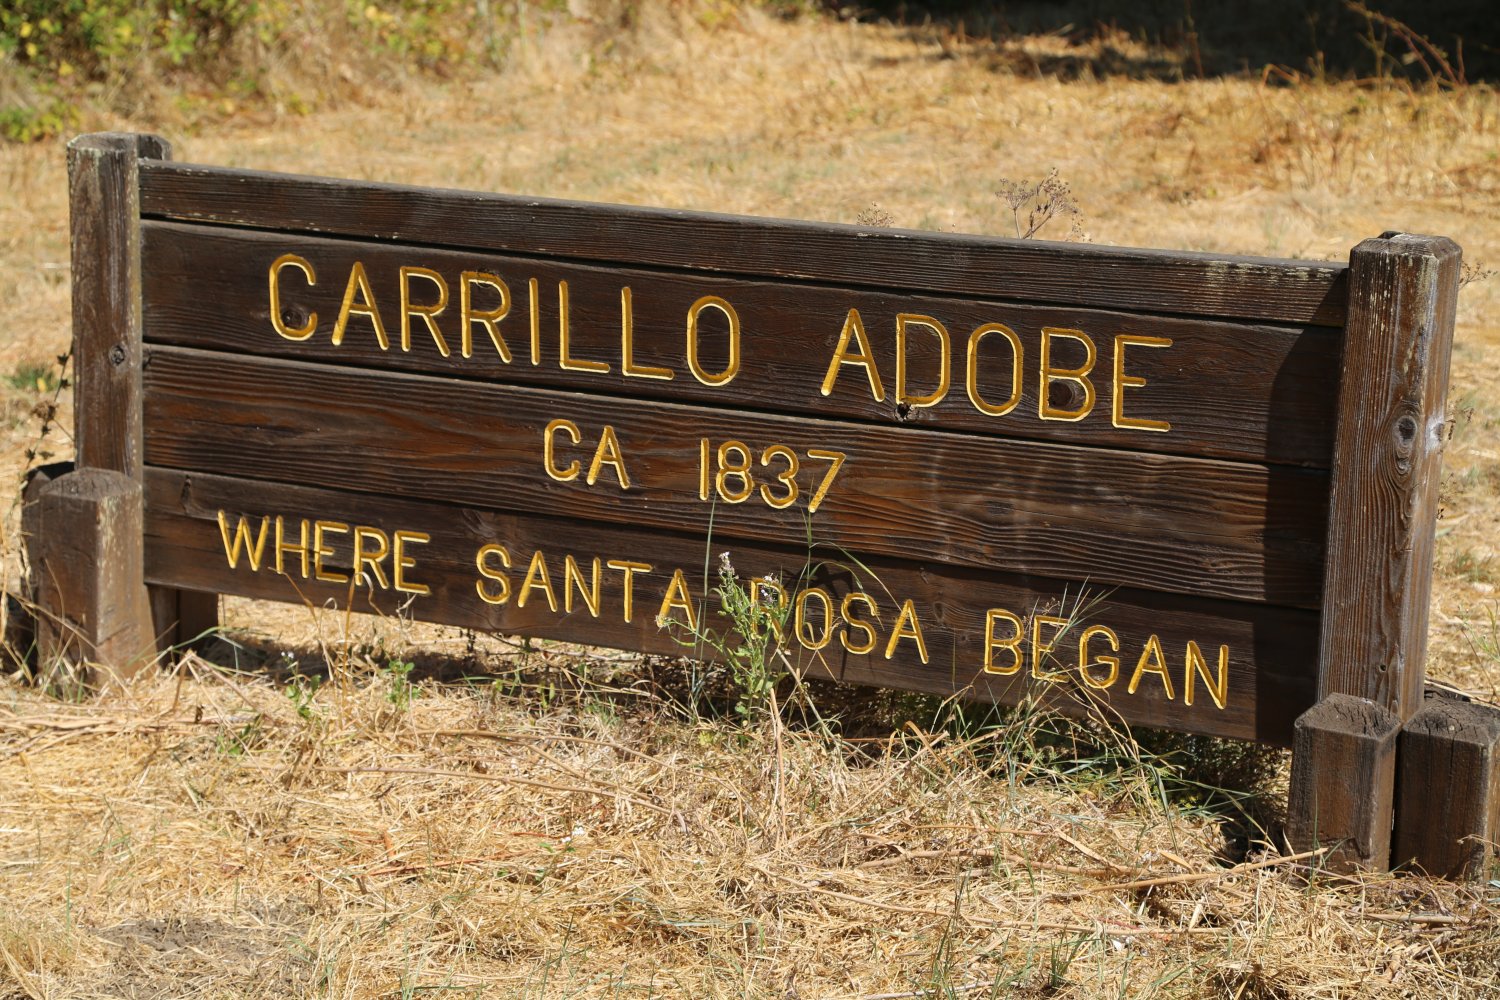 CARRILLO ADOBE
CA 1837
WHERE SANTA ROSA BEGAN